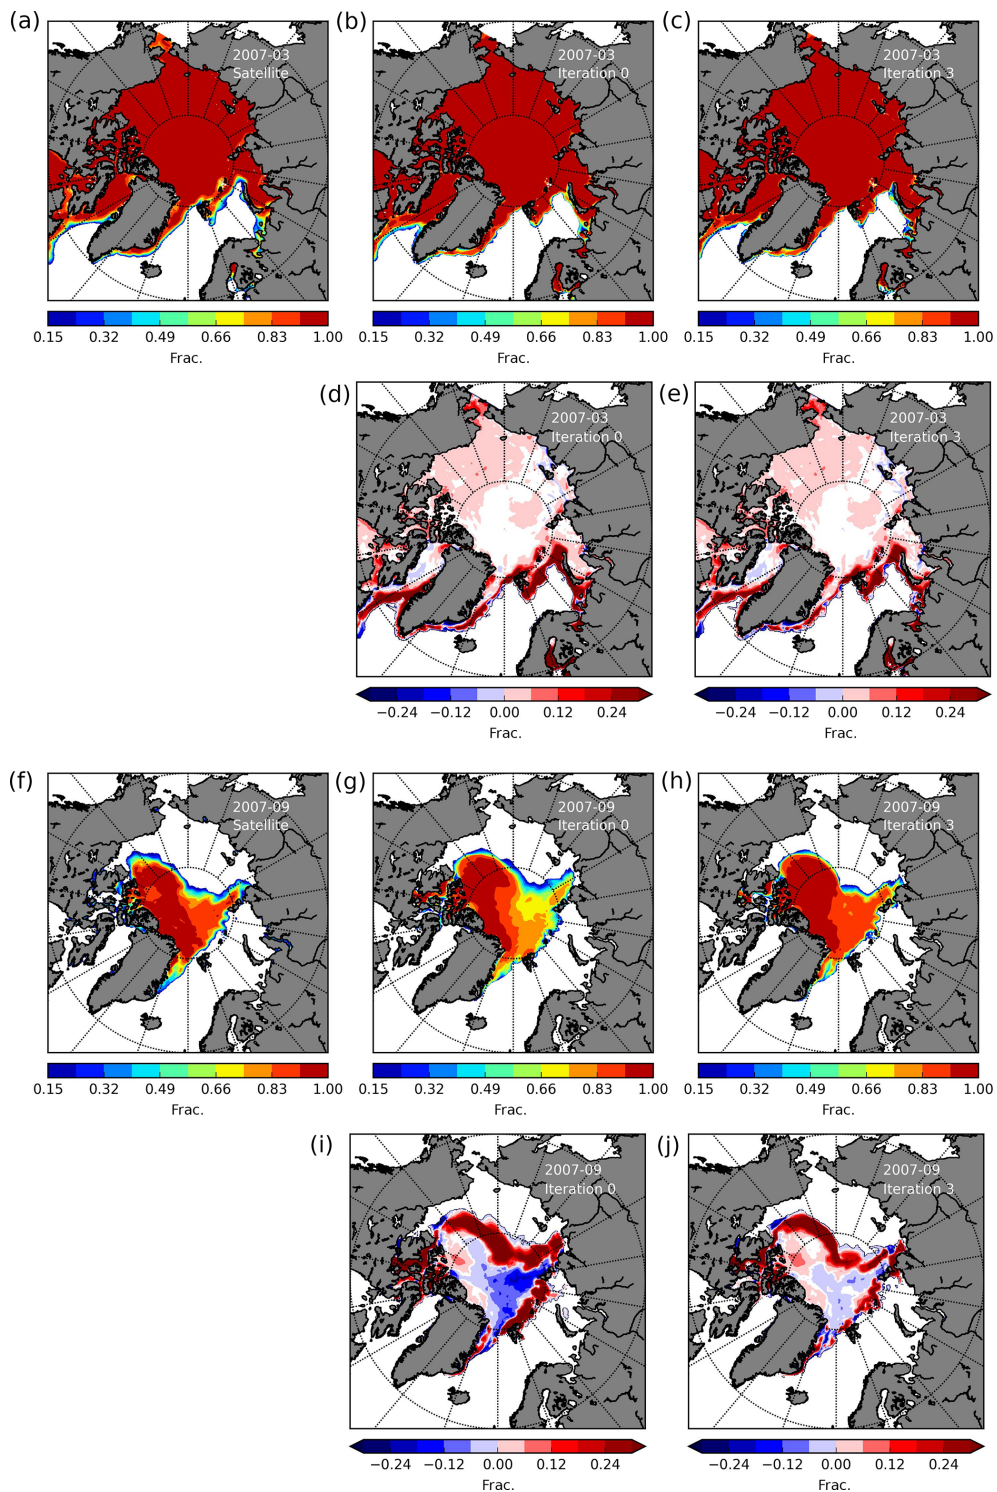 (a)
2007-03
Satellite
(b)
2007-03
Iteration 0
(c)
2007-03
Iteration 3
0.15 0.32 0.49 0.66 0.83 1.00
Frac.
0.15 0.32 0.49 0.66 0.83 1.00
Frac.
0.15 0.32 0.49 0.66 0.83 1.00
Frac.
(d)
2007-03
Iteration 0
(e)
2007-03
Iteration 3
−0.24 −0.12 0.00 0.12 0.24
Frac.
−0.24 −0.12 0.00 0.12 0.24
Frac.
(f)
2007-09
Satellite
(g)
2007-09
Iteration 0
(h)
2007-09
Iteration 3
0.15 0.32 0.49 0.66 0.83 1.00
Frac.
0.15 0.32 0.49 0.66 0.83 1.00
Frac.
0.15 0.32 0.49 0.66 0.83 1.00
Frac.
(i)
2007-09
Iteration 0
(j)
2007-09
Iteration 3
−0.24 −0.12 0.00 0.12 0.24
Frac.
−0.24 −0.12 0.00 0.12 0.24
Frac.